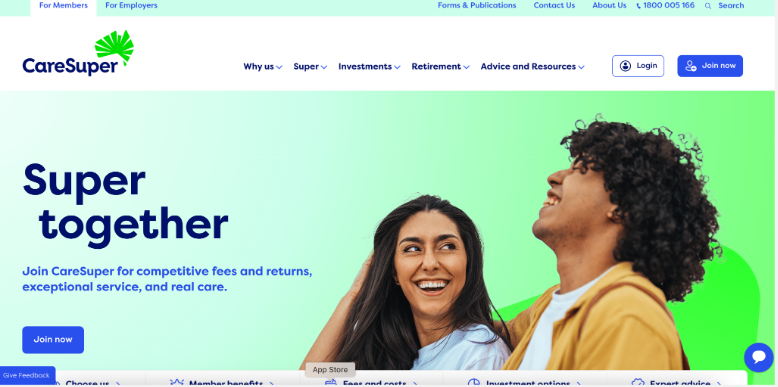 For Members For Employers Forms & Publications Contact Us About Us 1800 005 166 Search
CareSuper
Why us Super Investments Retirement Advice and Resources Login Join now
Super
together
Join CareSuper for competitive fees and returns,
exceptional service, and real care.
Join now
App Store
Give Feedback
Choose us Member benefits Fees and costs Investment options Expert advice